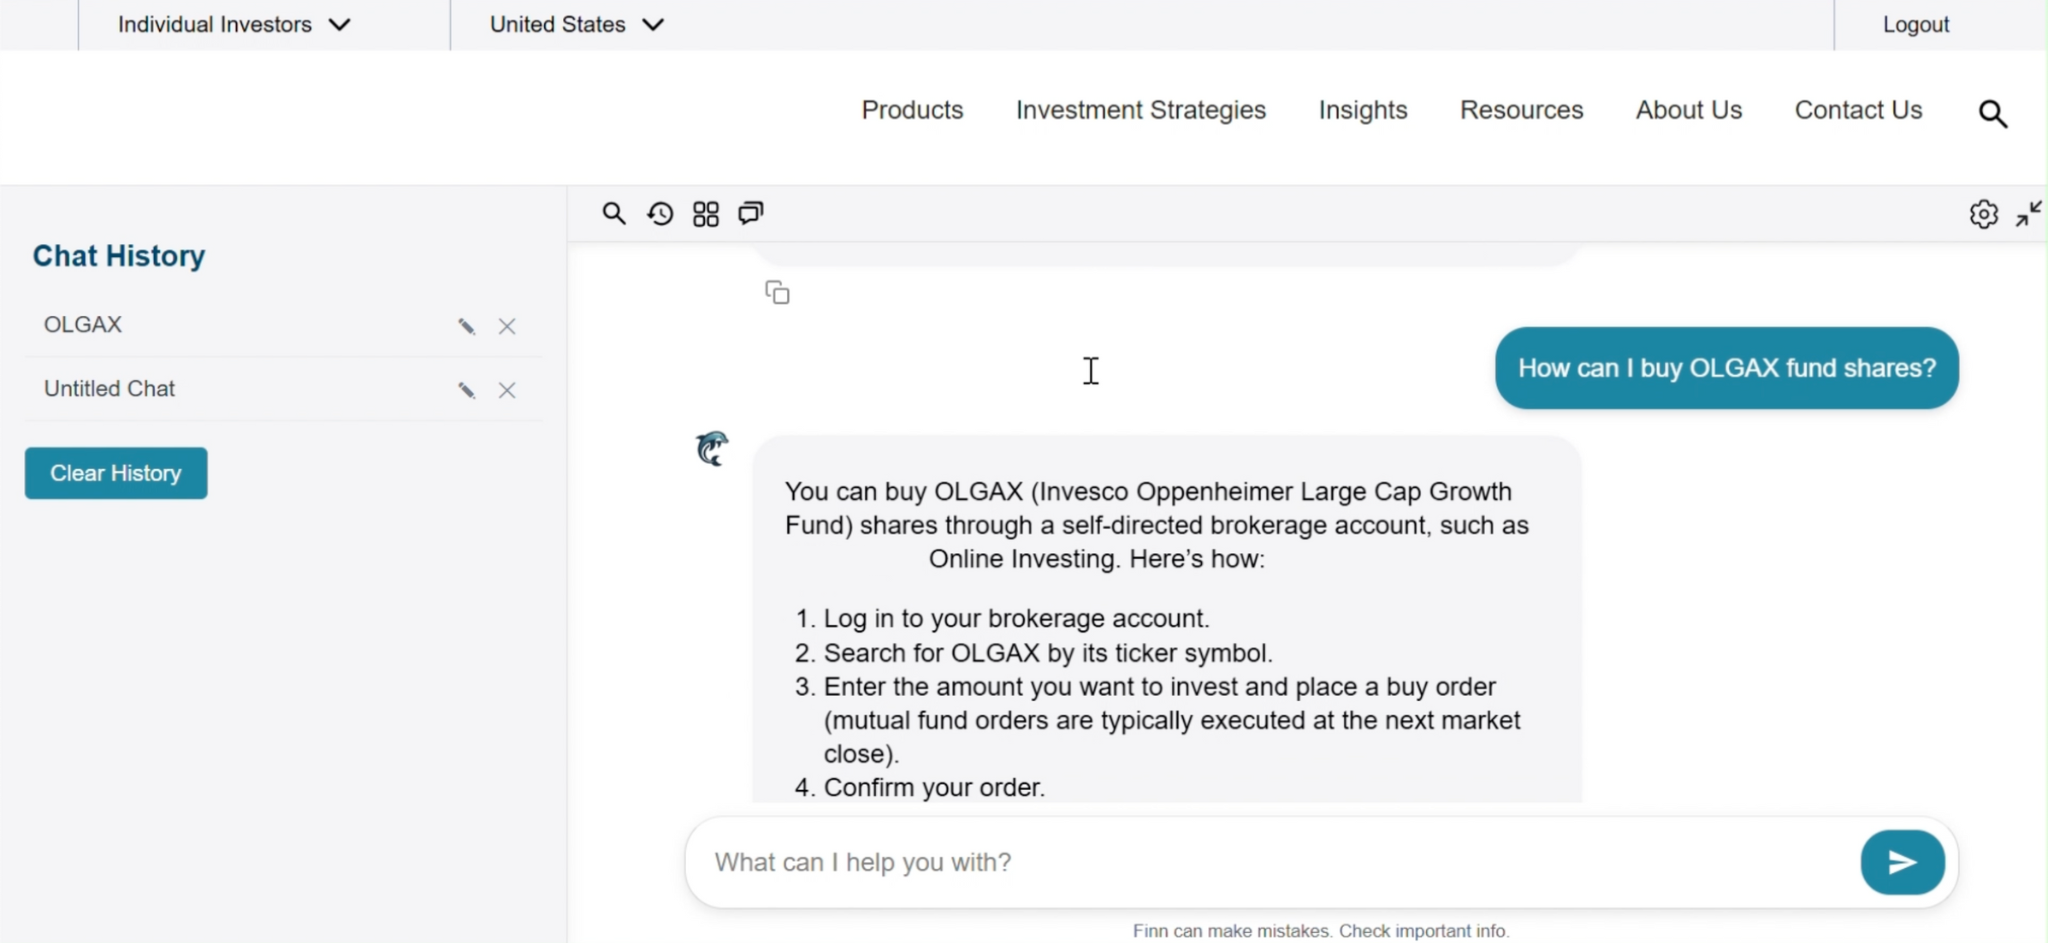 Individual Investors
United States
Logout
Products
Investment Strategies
Insights
Resources
About Us
Contact Us
Chat History
OLGAX
Untitled Chat
Clear History
How can I buy OLGAX fund shares?
You can buy OLGAX (Invesco Oppenheimer Large Cap Growth
Fund) shares through a self-directed brokerage account, such as
Online Investing. Here’s how:
1. Log in to your brokerage account.
2. Search for OLGAX by its ticker symbol.
3. Enter the amount you want to invest and place a buy order
(mutual fund orders are typically executed at the next market
close).
4. Confirm your order.
What can I help you with?
Finn can make mistakes. Check important info.